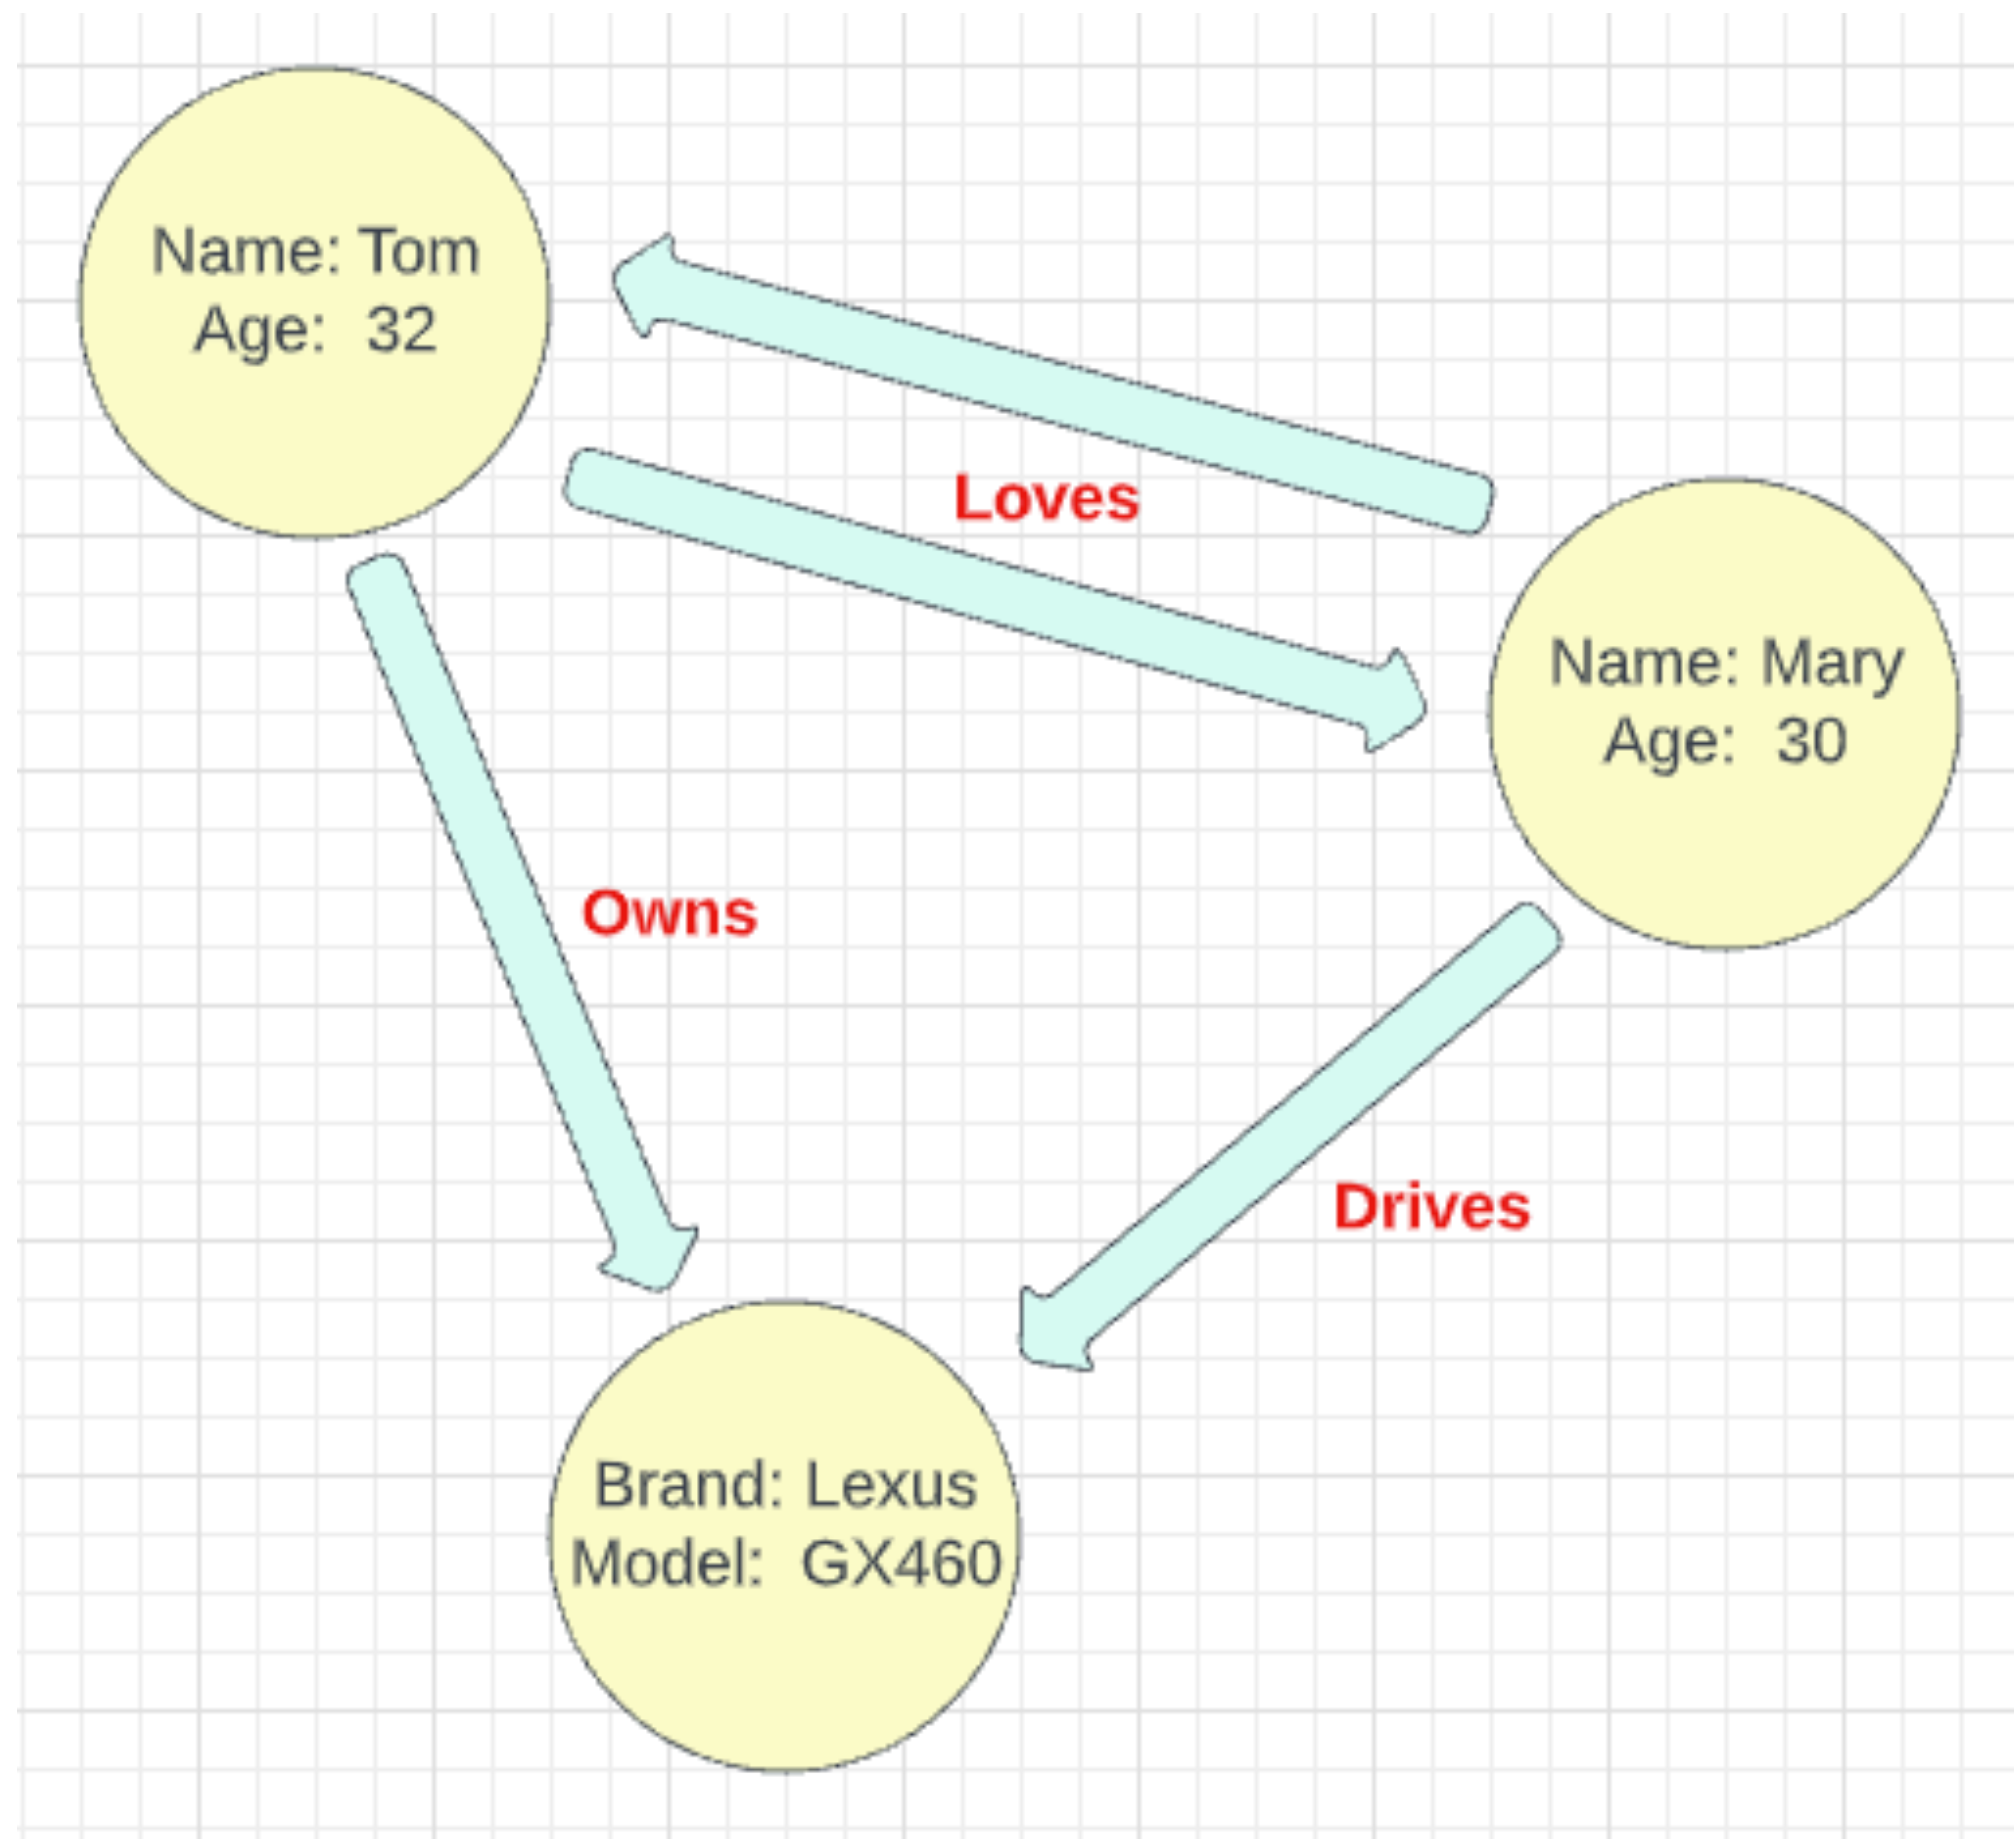 Name: Tom
Age: 32
Loves
Name: Mary
Age: 30
Owns
Drives
Brand: Lexus
Model: GX460